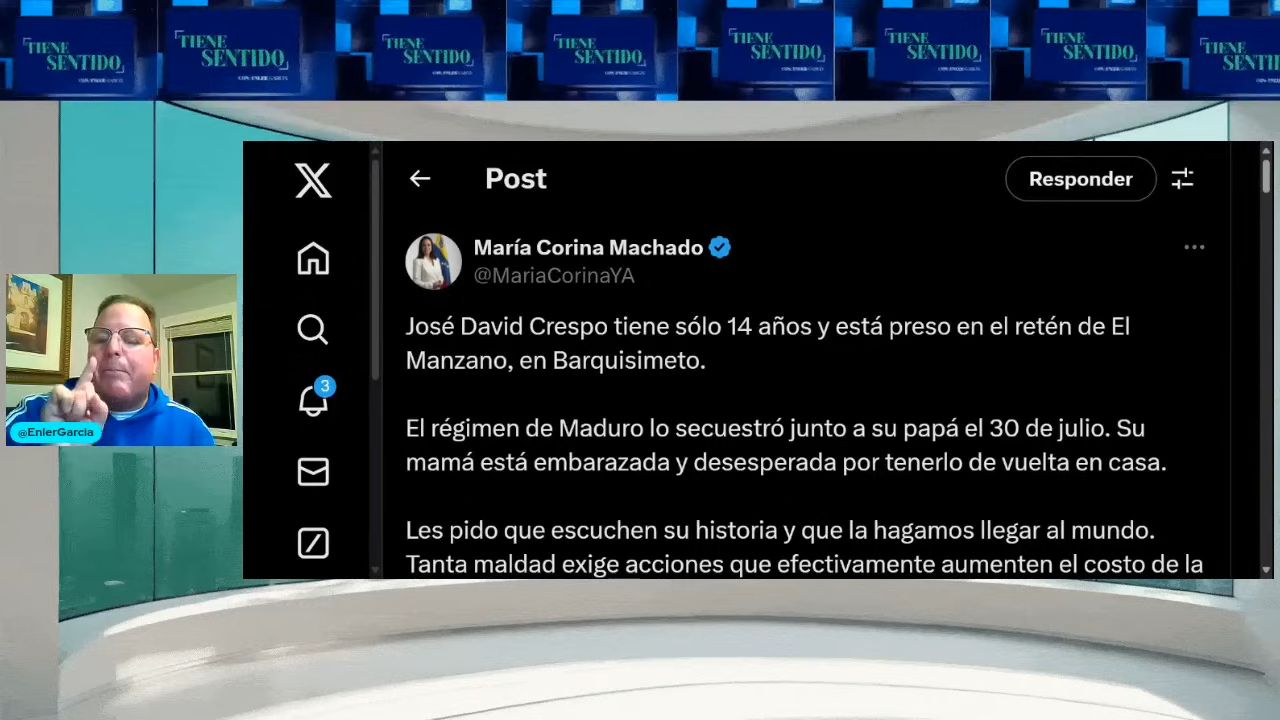 TIENE SENTIDO
TIENE SENTIDO
TIENE SENTIDO
TIENE SENTIDO
TIENE SENTIDO
TIENE SENTIDO
TIENE SENTIDO
TIENE
Post
Responder
María Corina Machado
@MariaCorinaYA
José David Crespo tiene sólo 14 años y está preso en el retén de El
Manzano, en Barquisimeto.
El régimen de Maduro lo secuestró junto a su papá el 30 de julio. Su
mamá está embarazada y desesperada por tenerlo de vuelta en casa.
Les pido que escuchen su historia y que la hagamos llegar al mundo.
Tanta maldad exige acciones que efectivamente aumenten el costo de la
3
@EnlerGarcia